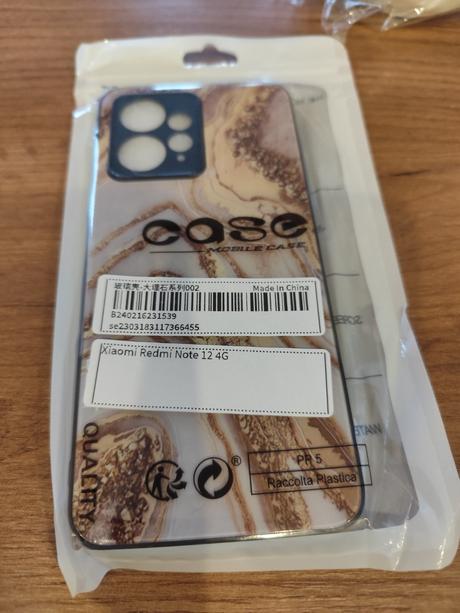 case
MOBILE CASE
玻璃壳-大理石系列002
Made in China
B240216231539
se2303183117366455
Xiaomi Redmi Note 12 4G
QUALITY
®
PP 5
Raccolta Plastica